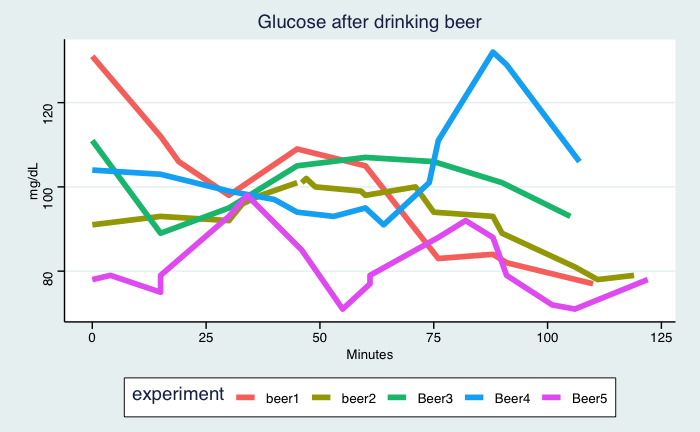 Glucose after drinking beer
mg/dL
120
100
80
0 25 50 75 100 125
Minutes
experiment beer1 beer2 Beer3 Beer4 Beer5